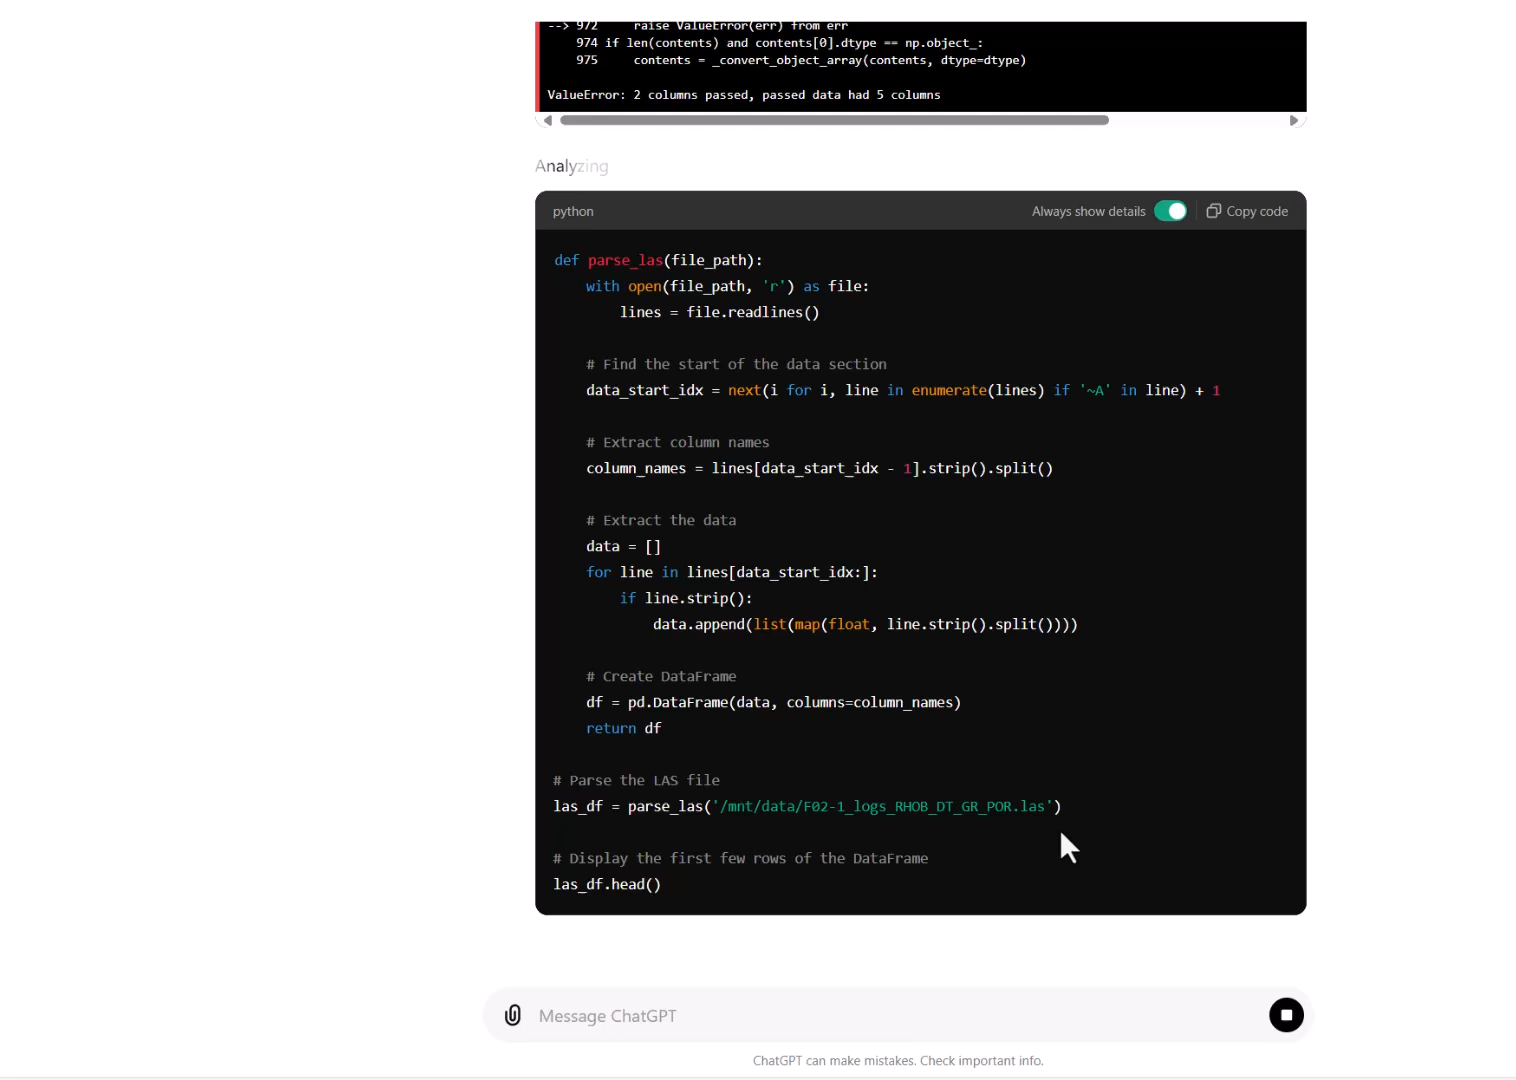 --> 972     raise ValueError(err) from err
    974 if len(contents) and contents[0].dtype == np.object_:
    975     contents = _convert_object_array(contents, dtype=dtype)
ValueError: 2 columns passed, passed data had 5 columns
Analyzing
python Always show details Copy code
def parse_las(file_path):
    with open(file_path, 'r') as file:
        lines = file.readlines()
    # Find the start of the data section
    data_start_idx = next(i for i, line in enumerate(lines) if '~A' in line) + 1
    # Extract column names
    column_names = lines[data_start_idx - 1].strip().split()
    # Extract the data
    data = []
    for line in lines[data_start_idx:]:
        if line.strip():
            data.append(list(map(float, line.strip().split())))
    # Create DataFrame
    df = pd.DataFrame(data, columns=column_names)
    return df
# Parse the LAS file
las_df = parse_las('/mnt/data/F02-1_logs_RHOB_DT_GR_POR.las')
# Display the first few rows of the DataFrame
las_df.head()
Message ChatGPT
ChatGPT can make mistakes. Check important info.